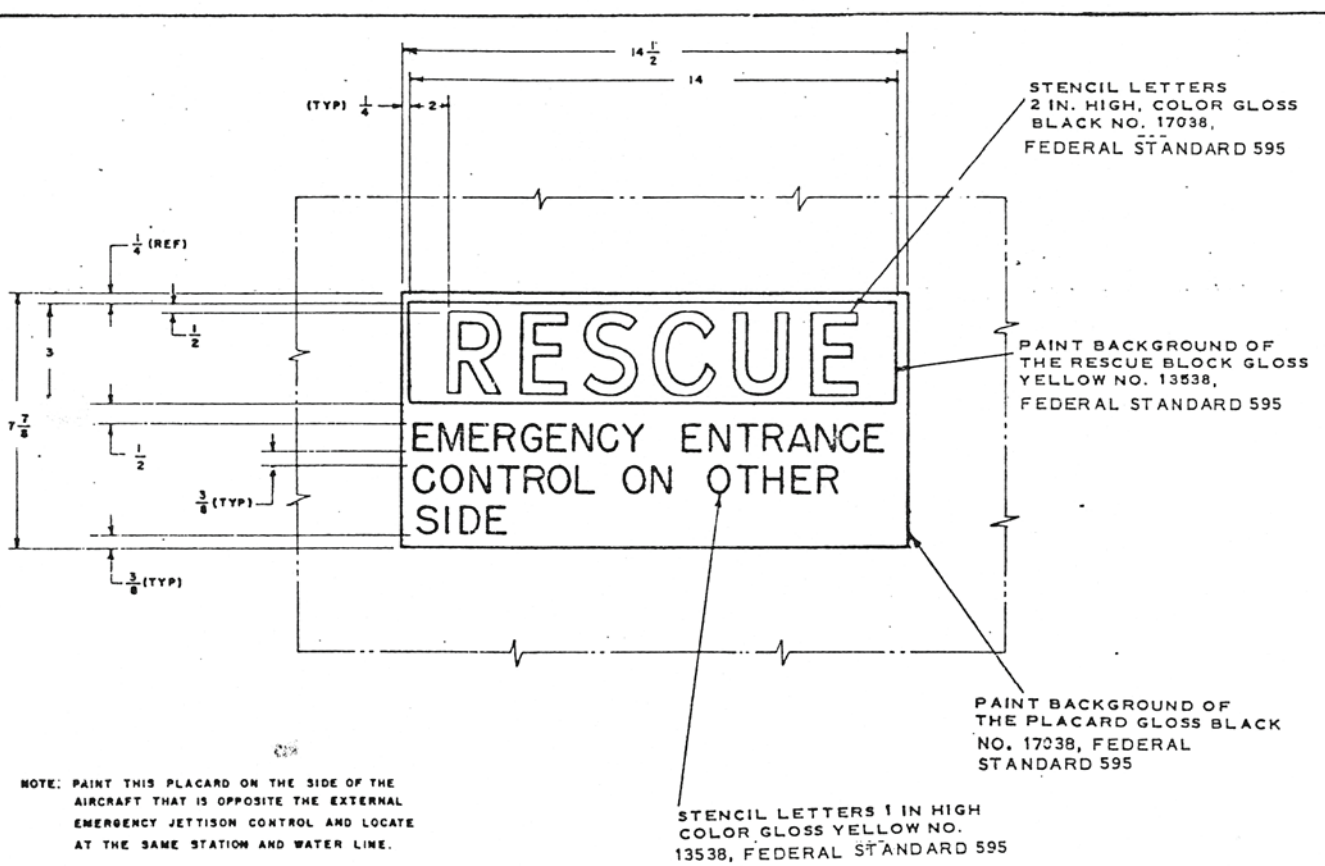 14 1/2
14
(TYP) 1/4
2
STENCIL LETTERS
2 IN. HIGH, COLOR GLOSS
BLACK NO. 17038,
FEDERAL STANDARD 595
1/4 (REF)
1/2
3
7 7/8
RESCUE
PAINT BACKGROUND OF
THE RESCUE BLOCK GLOSS
YELLOW NO. 13538,
FEDERAL STANDARD 595
1/2
EMERGENCY ENTRANCE
CONTROL ON OTHER
SIDE
3/8 (TYP)
3/8 (TYP)
PAINT BACKGROUND OF
THE PLACARD GLOSS BLACK
NO. 17038, FEDERAL
STANDARD 595
NOTE: PAINT THIS PLACARD ON THE SIDE OF THE
AIRCRAFT THAT IS OPPOSITE THE EXTERNAL
EMERGENCY JETTISON CONTROL AND LOCATE
AT THE SAME STATION AND WATER LINE.
STENCIL LETTERS 1 IN HIGH
COLOR GLOSS YELLOW NO.
13538, FEDERAL STANDARD 595